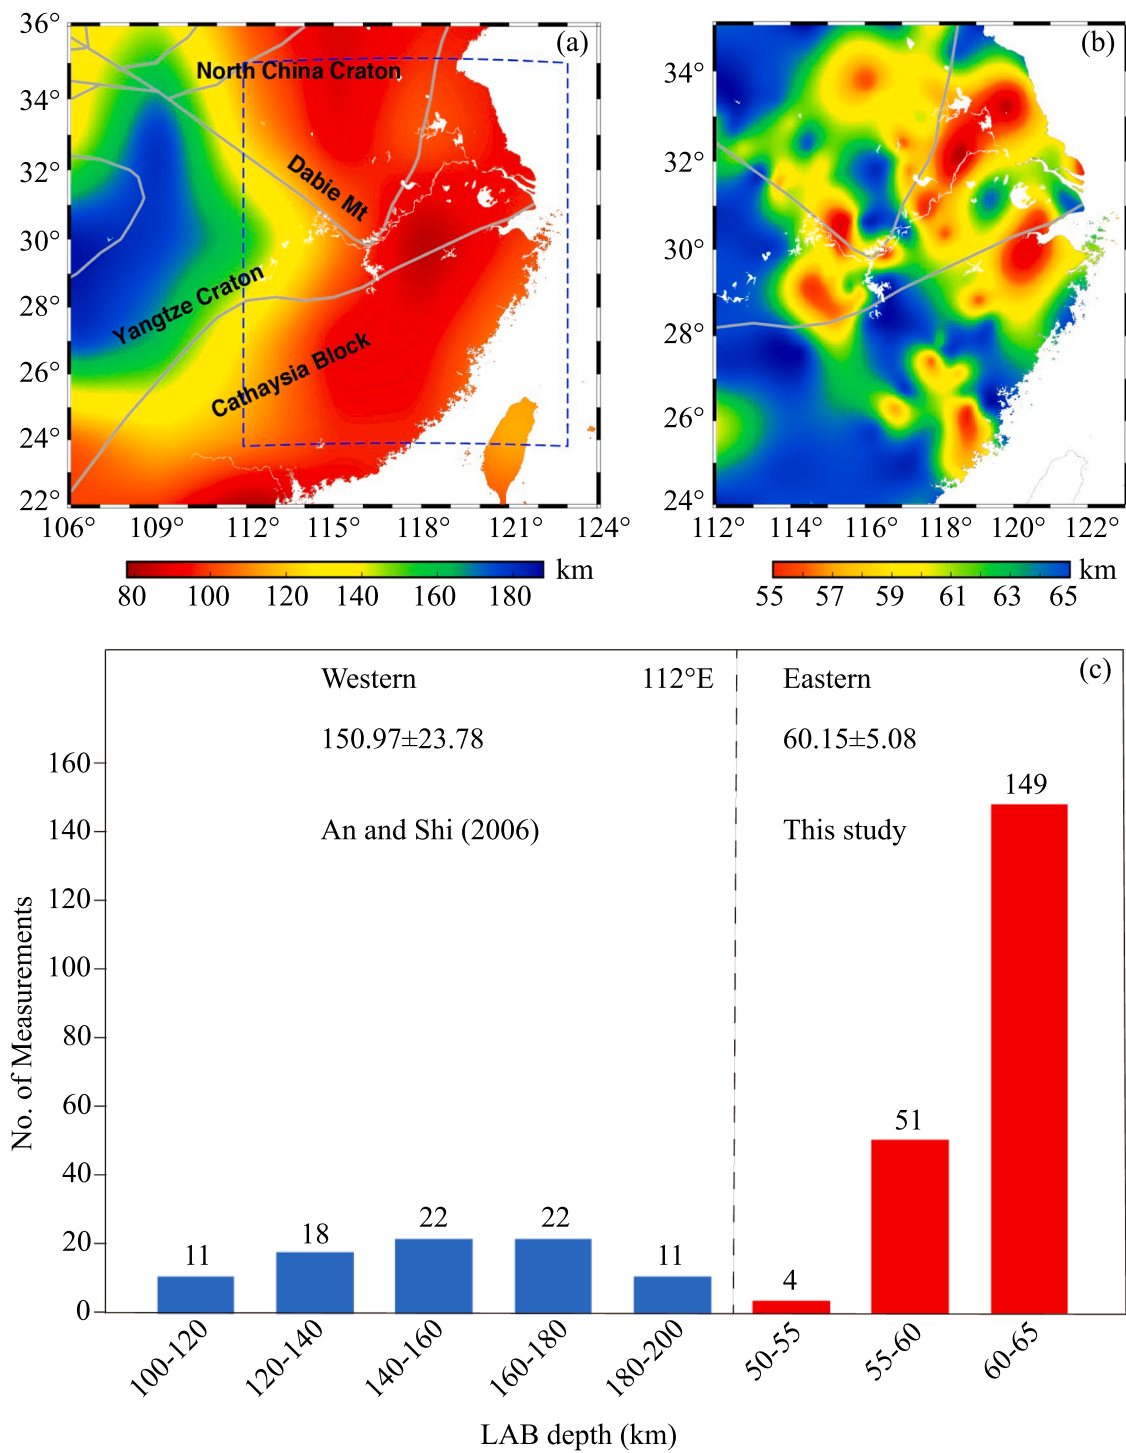 36°
34°
32°
30°
28°
26°
24°
22°
(a)
North China Craton
Dabie Mt
Yangtze Craton
Cathaysia Block
106° 109° 112° 115° 118° 121° 124°
80 100 120 140 160 180 km
(b)
34°
32°
30°
28°
26°
24°
112° 114° 116° 118° 120° 122°
55 57 59 61 63 65 km
(c)
Western 112°E Eastern
150.97±23.78 60.15±5.08
An and Shi (2006) This study
No. of Measurements
160
140
120
100
80
60
40
20
0
11 18 22 22 11 4 51 149
100-120 120-140 140-160 160-180 180-200 50-55 55-60 60-65
LAB depth (km)